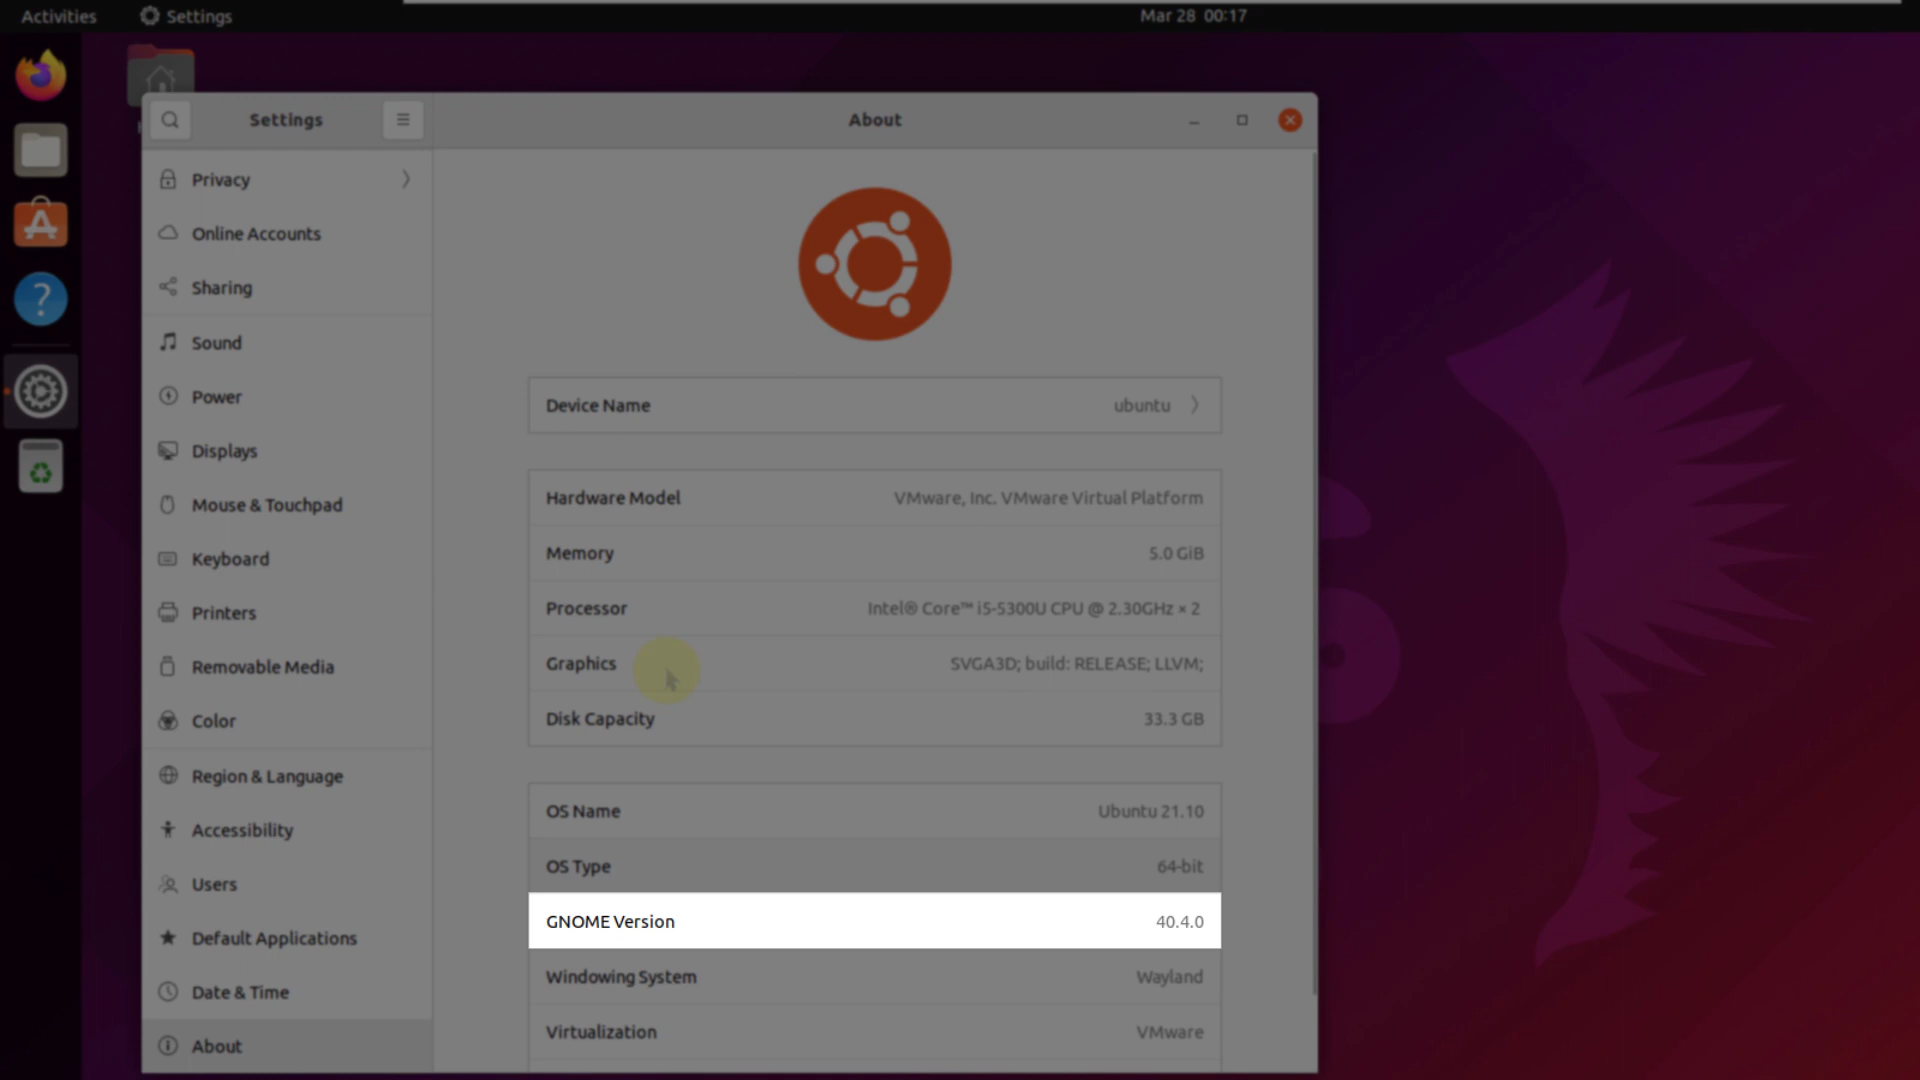 Activities
Settings
Mar 28 00:17
Settings
About
Privacy
Online Accounts
Sharing
Sound
Power
Displays
Mouse & Touchpad
Keyboard
Printers
Removable Media
Color
Region & Language
Accessibility
Users
Default Applications
Date & Time
About
Device Name ubuntu
Hardware Model VMware, Inc. VMware Virtual Platform
Memory 5.0 GiB
Processor Intel® Core™ i5-5300U CPU @ 2.30GHz × 2
Graphics SVGA3D; build: RELEASE; LLVM;
Disk Capacity 33.3 GB
OS Name Ubuntu 21.10
OS Type 64-bit
GNOME Version 40.4.0
Windowing System Wayland
Virtualization VMware